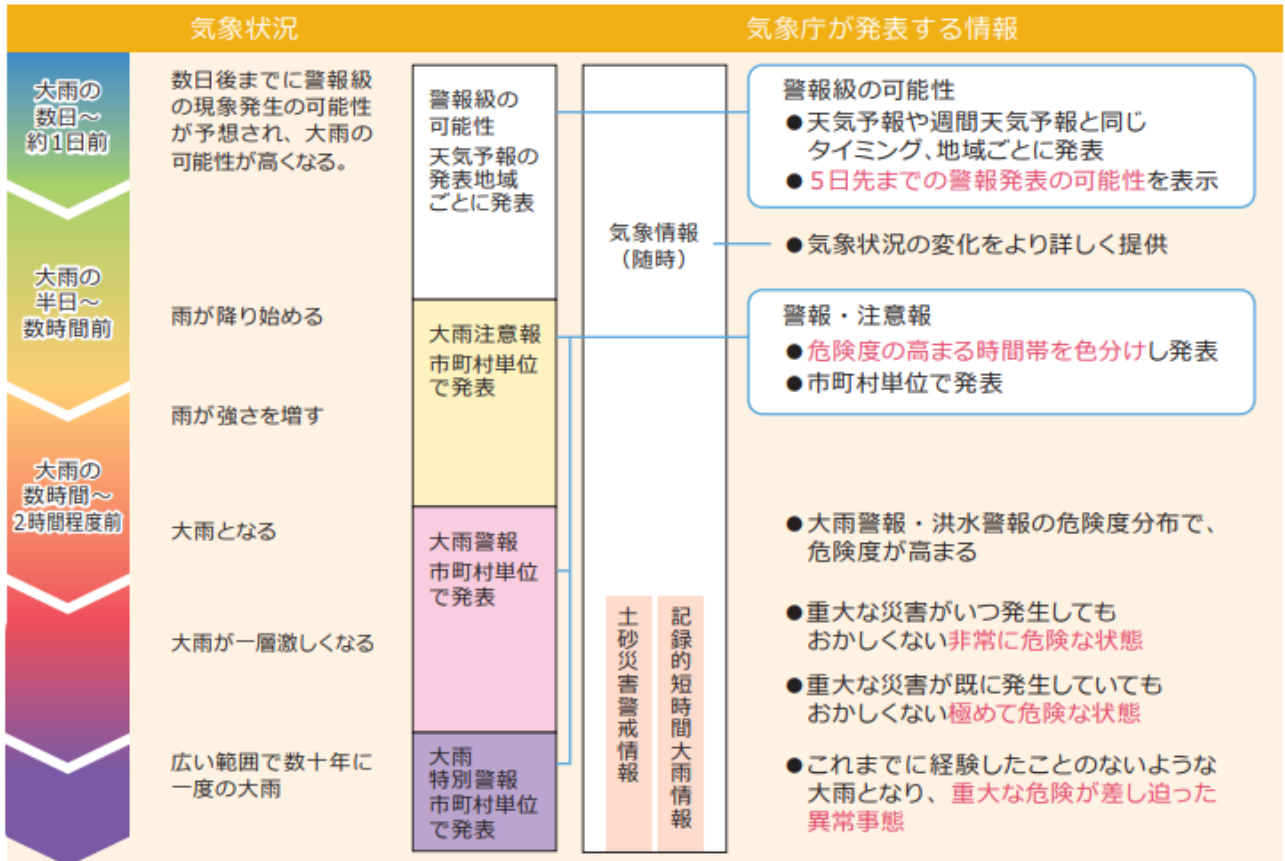 気象状況
気象庁が発表する情報
大雨の
数日～
約1日前
数日後までに警報級
の現象発生の可能性
が予想され、大雨の
可能性が高くなる。
警報級の
可能性
天気予報の
発表地域
ごとに発表
警報級の可能性
●天気予報や週間天気予報と同じ
タイミング、地域ごとに発表
●5日先までの警報発表の可能性を表示
気象情報
（随時）
●気象状況の変化をより詳しく提供
大雨の
半日～
数時間前
雨が降り始める
大雨注意報
市町村単位
で発表
警報・注意報
●危険度の高まる時間帯を色分けし発表
●市町村単位で発表
雨が強さを増す
大雨の
数時間～
2時間程度前
大雨となる
大雨警報
市町村単位
で発表
●大雨警報・洪水警報の危険度分布で、
危険度が高まる
大雨が一層激しくなる
土砂災害警戒情報
記録的短時間大雨情報
●重大な災害がいつ発生しても
おかしくない非常に危険な状態
●重大な災害が既に発生していても
おかしくない極めて危険な状態
広い範囲で数十年に
一度の大雨
大雨
特別警報
市町村単位
で発表
●これまでに経験したことのないような
大雨となり、重大な危険が差し迫った
異常事態